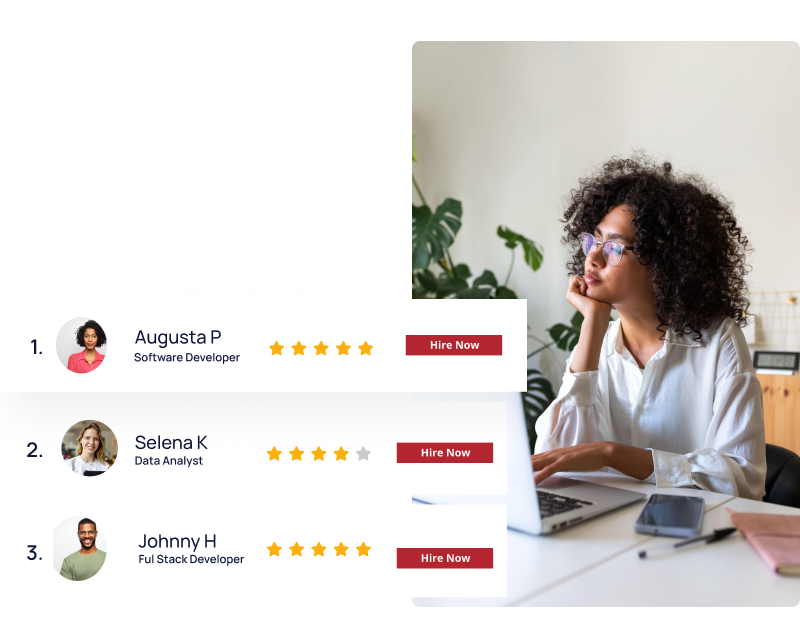 1.
Augusta P
Software Developer
Hire Now
2.
Selena K
Data Analyst
Hire Now
3.
Johnny H
Ful Stack Developer
Hire Now